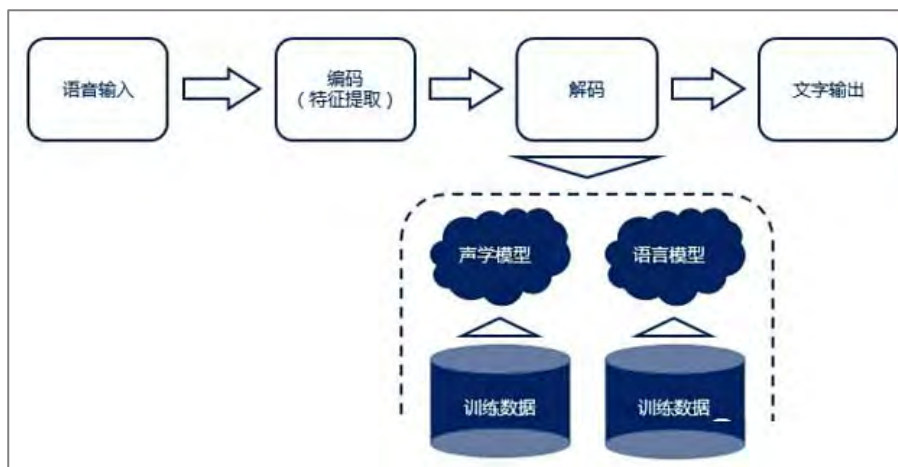 语音输入
编码
（特征提取）
解码
文字输出
声学模型
语言模型
训练数据
训练数据